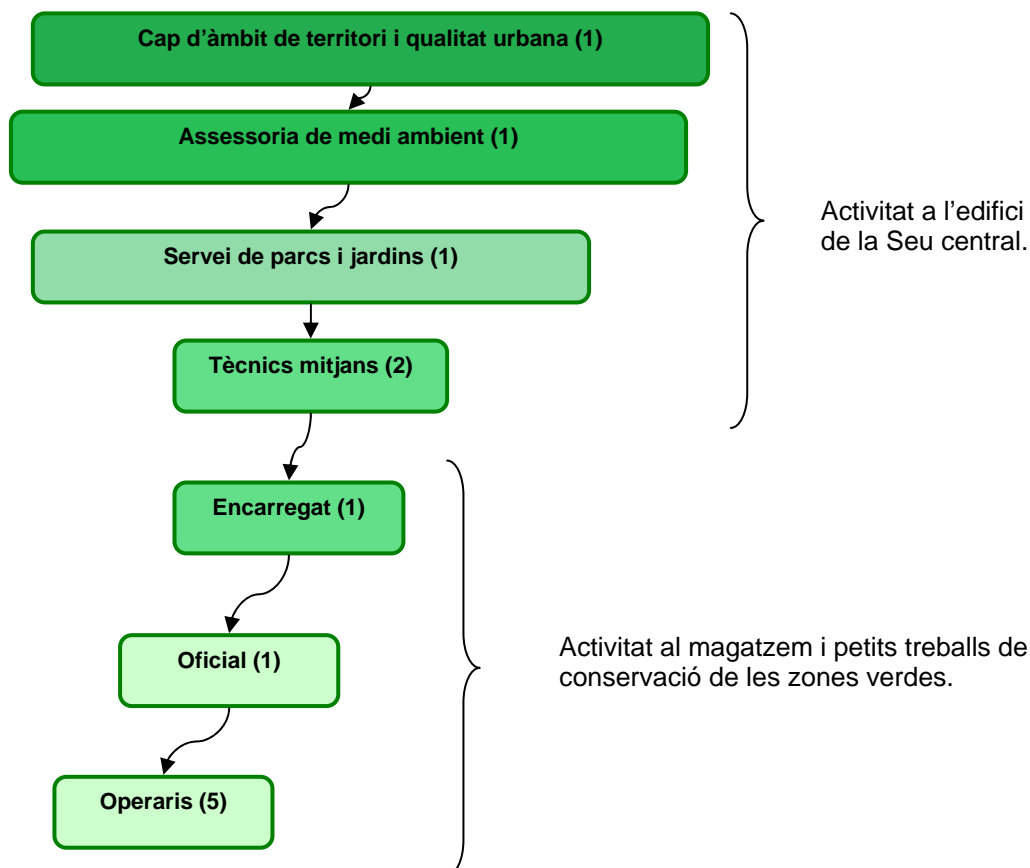 Cap d’àmbit de territori i qualitat urbana (1)
Assessoria de medi ambient (1)
Activitat a l’edifici
de la Seu central.
Servei de parcs i jardins (1)
Tècnics mitjans (2)
Encarregat (1)
Oficial (1)
Activitat al magatzem i petits treballs de
conservació de les zones verdes.
Operaris (5)